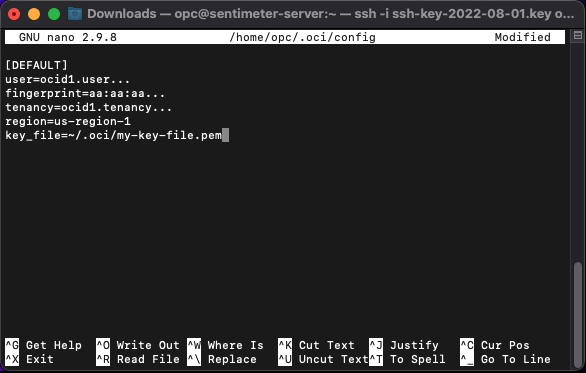 Downloads — opc@sentimeter-server:~ — ssh -i ssh-key-2022-08-01.key o...
GNU nano 2.9.8 /home/opc/.oci/config Modified
[DEFAULT]
user=ocid1.user...
fingerprint=aa:aa:aa...
tenancy=ocid1.tenancy...
region=us-region-1
key_file=~/.oci/my-key-file.pem
^G Get Help ^O Write Out ^W Where Is ^K Cut Text ^J Justify ^C Cur Pos
^X Exit ^R Read File ^\ Replace ^U Uncut Text ^T To Spell ^_ Go To Line